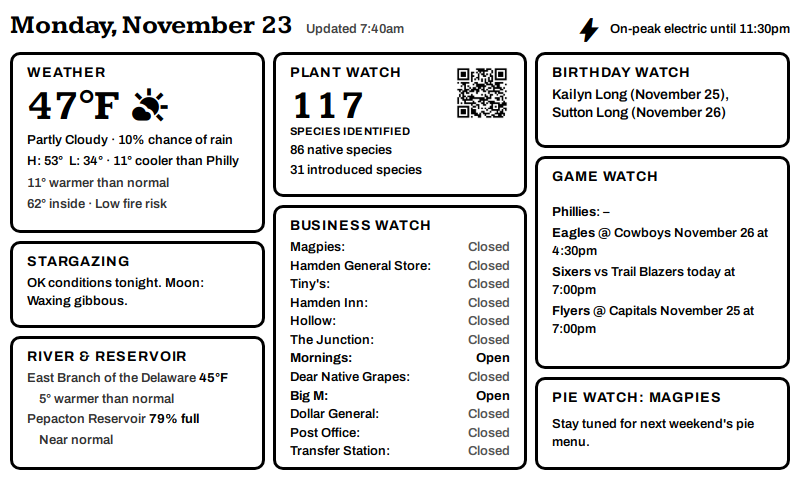 Monday, November 23
Updated 7:40am
On-peak electric until 11:30pm
WEATHER
47°F
Partly Cloudy · 10% chance of rain
H: 53° L: 34° · 11° cooler than Philly
11° warmer than normal
62° inside · Low fire risk
STARGAZING
OK conditions tonight. Moon:
Waxing gibbous.
RIVER & RESERVOIR
East Branch of the Delaware 45°F
5° warmer than normal
Pepacton Reservoir 79% full
Near normal
PLANT WATCH
117
SPECIES IDENTIFIED
86 native species
31 introduced species
BUSINESS WATCH
Magpies: Closed
Hamden General Store: Closed
Tiny's: Closed
Hamden Inn: Closed
Hollow: Closed
The Junction: Closed
Mornings: Open
Dear Native Grapes: Closed
Big M: Open
Dollar General: Closed
Post Office: Closed
Transfer Station: Closed
BIRTHDAY WATCH
Kailyn Long (November 25),
Sutton Long (November 26)
GAME WATCH
Phillies: –
Eagles @ Cowboys November 26 at
4:30pm
Sixers vs Trail Blazers today at
7:00pm
Flyers @ Capitals November 25 at
7:00pm
PIE WATCH: MAGPIES
Stay tuned for next weekend's pie
menu.